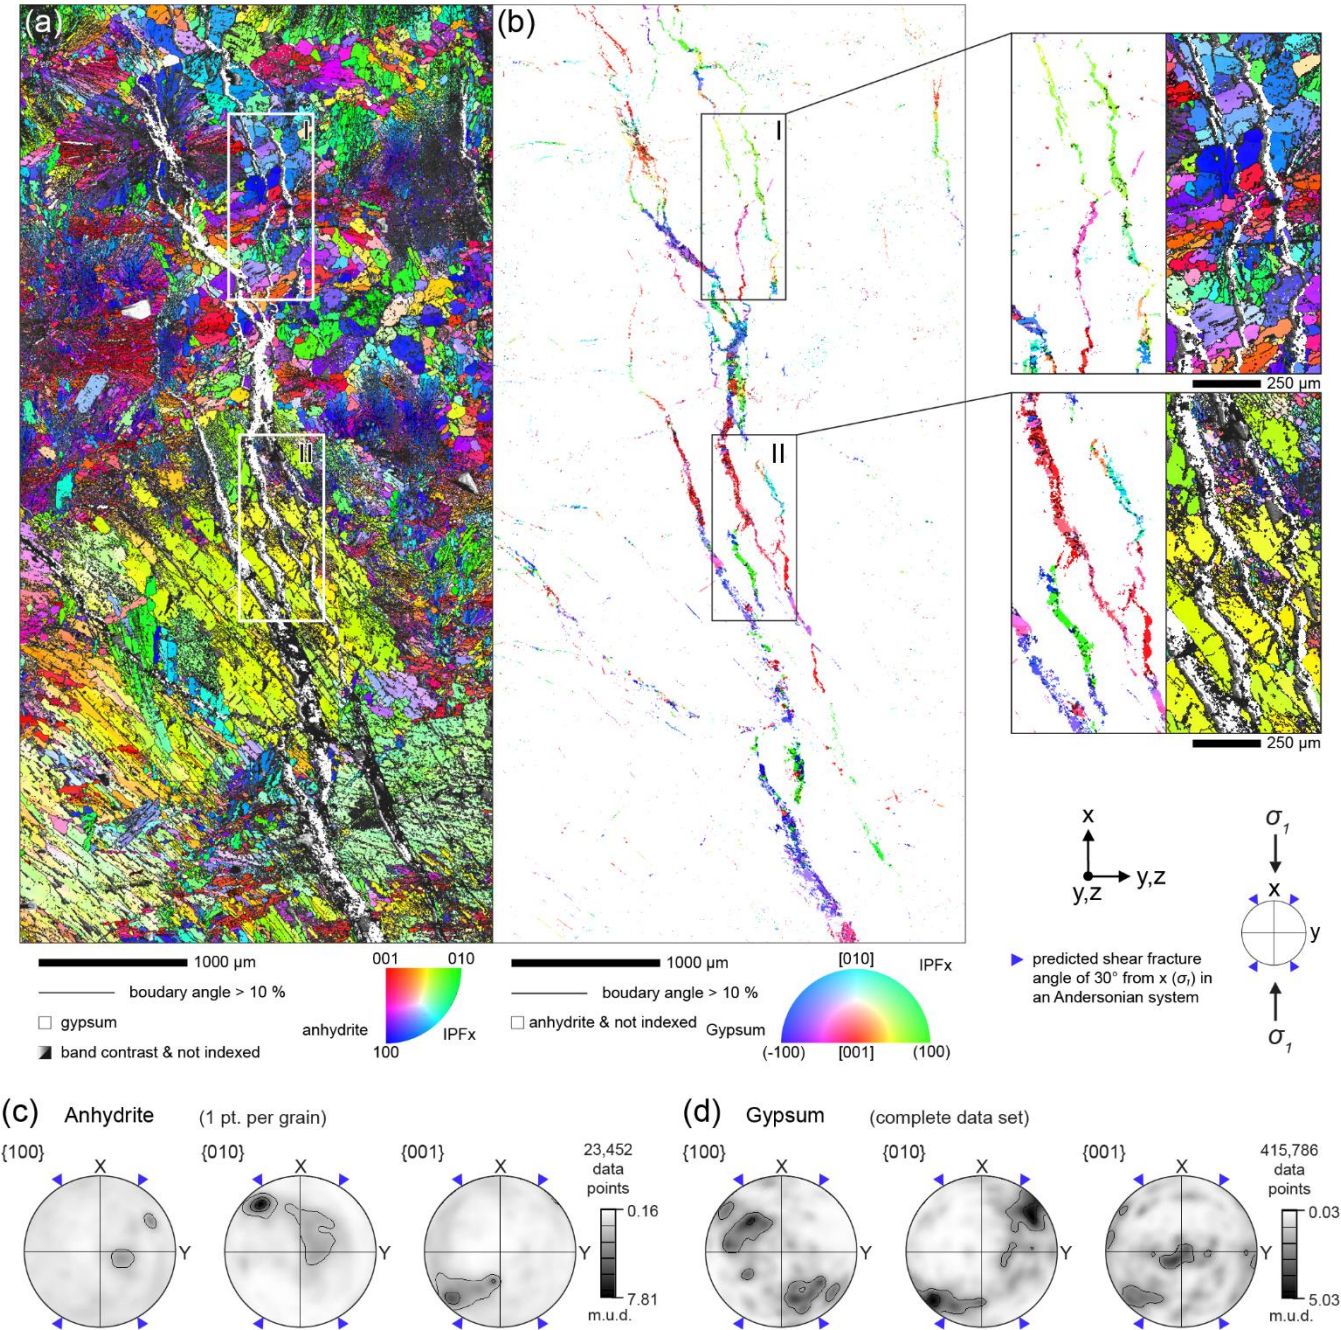 (a)
(b)
I
I
II
II
250 µm
250 µm
x
y,z
y,z
σ1
x
y
σ1
predicted shear fracture
angle of 30° from x (σ1) in
an Andersonian system
1000 µm
boudary angle > 10 %
gypsum
band contrast & not indexed
001
010
anhydrite
IPFx
100
1000 µm
boudary angle > 10 %
anhydrite & not indexed
[010]
IPFx
Gypsum
(-100)
[001]
(100)
(c)
Anhydrite
(1 pt. per grain)
{100}
X
Y
{010}
X
Y
{001}
X
Y
23,452
data
points
0.16
7.81
m.u.d.
(d)
Gypsum
(complete data set)
{100}
X
Y
{010}
X
Y
{001}
X
Y
415,786
data
points
0.03
5.03
m.u.d.